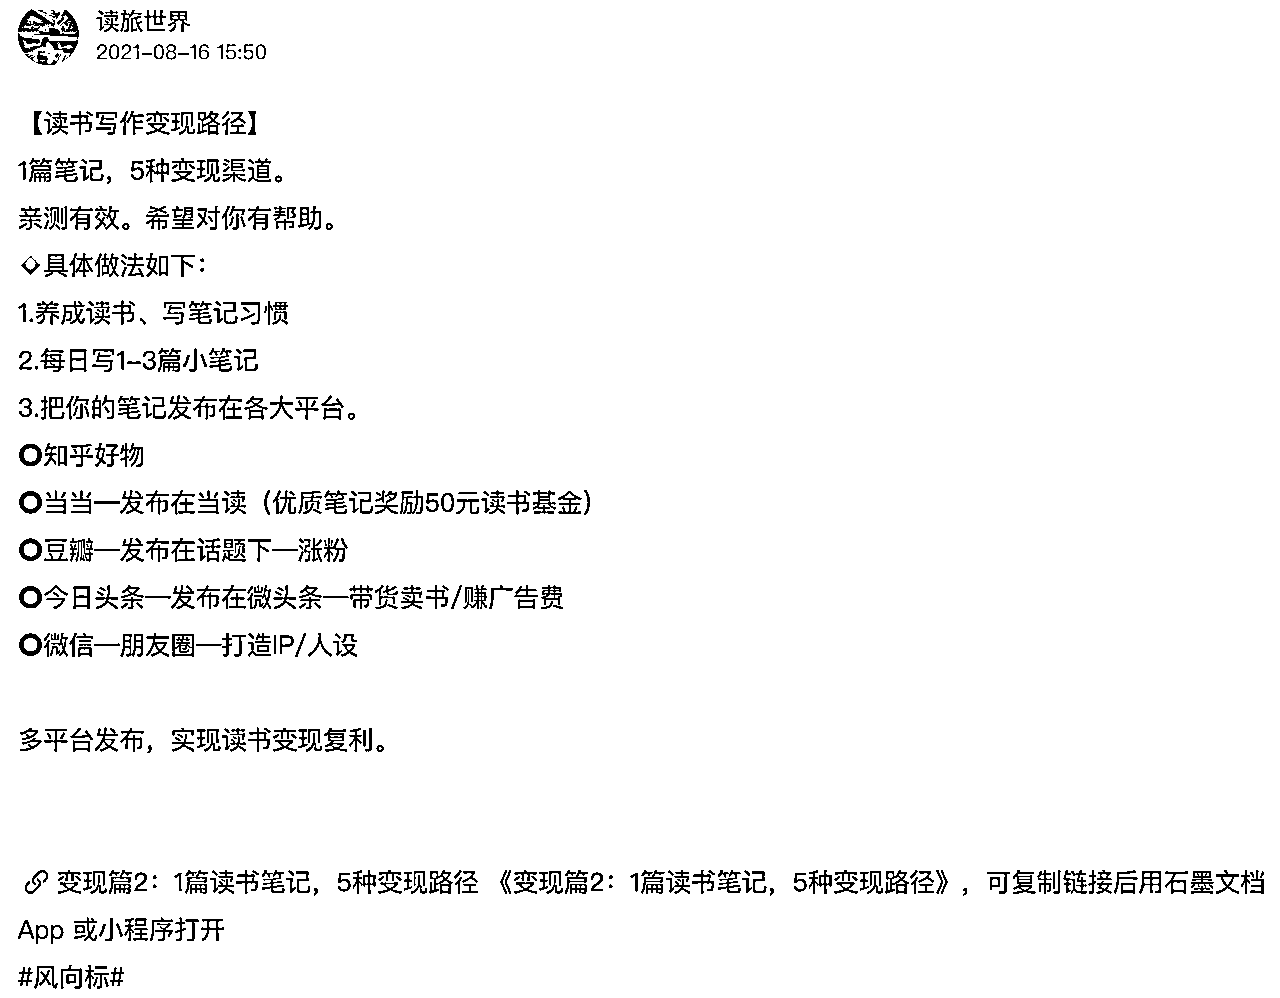 读旅世界
2021-08-16 15:50
【读书写作变现路径】
1篇笔记，5种变现渠道。
亲测有效。希望对你有帮助。
◇具体做法如下：
1.养成读书、写笔记习惯
2.每日写1-3篇小笔记
3.把你的笔记发布在各大平台。
⭕知乎好物
⭕当当—发布在当读（优质笔记奖励50元读书基金）
⭕豆瓣—发布在话题下—涨粉
⭕今日头条—发布在微头条—带货卖书/赚广告费
⭕微信—朋友圈—打造IP/人设
多平台发布，实现读书变现复利。
🔗 变现篇2：1篇读书笔记，5种变现路径 《变现篇2：1篇读书笔记，5种变现路径》，可复制链接后用石墨文档
App 或小程序打开
#风向标#